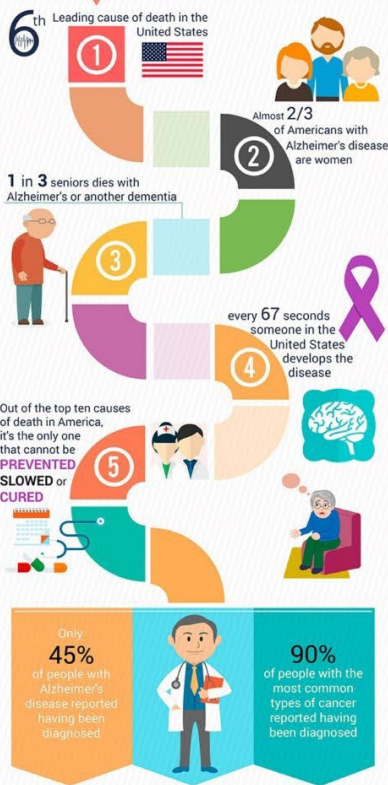 6th Leading cause of death in the
United States
1
Almost 2/3
of Americans with
Alzheimer's disease
are women
2
1 in 3 seniors dies with
Alzheimer's or another dementia
3
every 67 seconds
someone in the
United States
develops the
disease
4
Out of the top ten causes
of death in America,
it's the only one
that cannot be
PREVENTED
SLOWED or
CURED
5
Only
45%
of people with
Alzheimer's
disease reported
having been
diagnosed
90%
of people with the
most common
types of cancer
reported having
been diagnosed